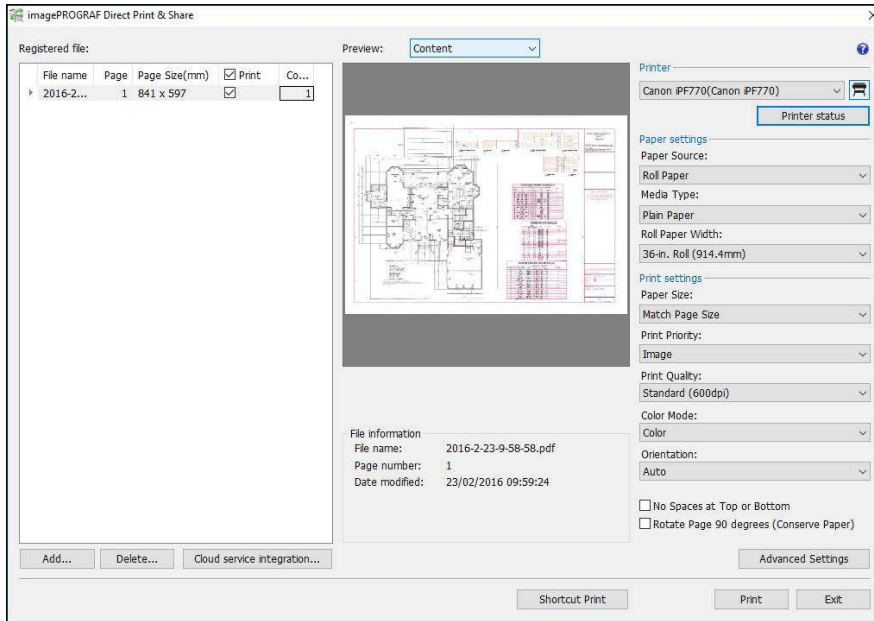 imagePROGRAF Direct Print & Share
Registered file:
File name Page Page Size(mm) Print Co...
2016-2... 1 841 x 597 1
Add... Delete... Cloud service integration...
Preview: Content
File information
File name: 2016-2-23-9-58-58.pdf
Page number: 1
Date modified: 23/02/2016 09:59:24
Printer
Canon iPF770(Canon iPF770)
Printer status
Paper settings
Paper Source:
Roll Paper
Media Type:
Plain Paper
Roll Paper Width:
36-in. Roll (914.4mm)
Print settings
Paper Size:
Match Page Size
Print Priority:
Image
Print Quality:
Standard (600dpi)
Color Mode:
Color
Orientation:
Auto
No Spaces at Top or Bottom
Rotate Page 90 degrees (Conserve Paper)
Advanced Settings
Shortcut Print Print Exit